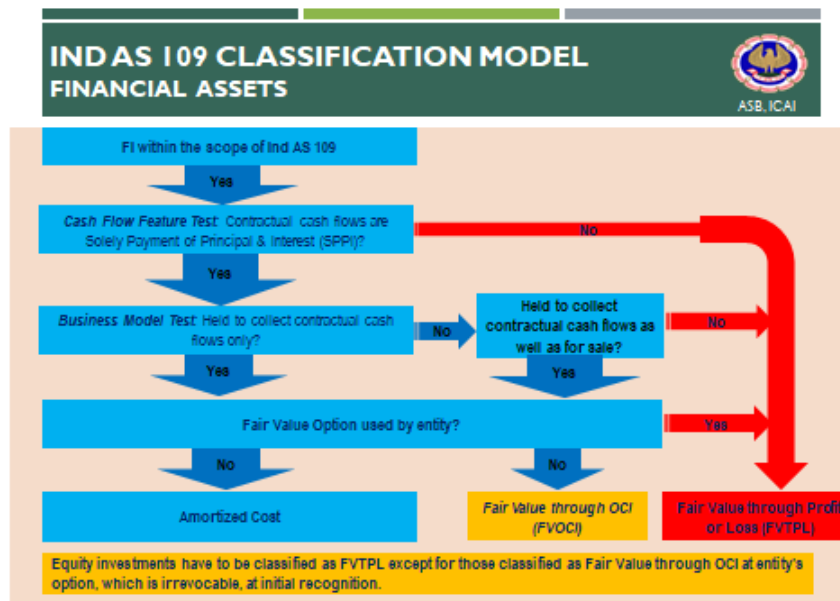 IND AS 109 CLASSIFICATION MODEL
FINANCIAL ASSETS
ASB, ICAI
FI within the scope of Ind AS 109
Yes
Cash Flow Feature Test: Contractual cash flows are
Solely Payment of Principal & Interest (SPPI)?
No
Yes
Business Model Test: Held to collect contractual cash
flows only?
No
Held to collect
contractual cash flows as
well as for sale?
No
Yes
Yes
Fair Value Option used by entity?
Yes
No
No
Amortized Cost
Fair Value through OCI
(FVOCI)
Fair Value through Profit
or Loss (FVTPL)
Equity investments have to be classified as FVTPL except for those classified as Fair Value through OCI at entity's
option, which is irrevocable, at initial recognition.